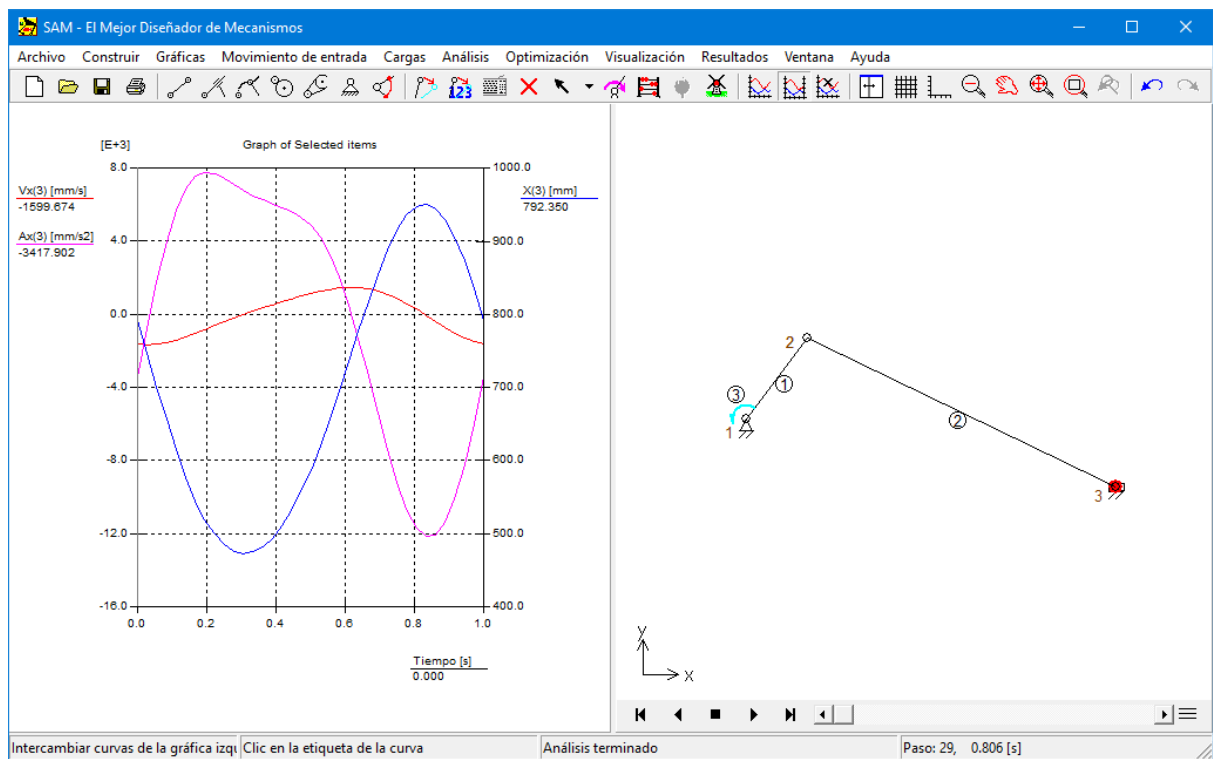 SAM - El Mejor Diseñador de Mecanismos
Archivo Construir Gráficas Movimiento de entrada Cargas Análisis Optimización Visualización Resultados Ventana Ayuda
123
[E+3] Graph of Selected items
8.0 1000.0
Vx(3) [mm/s] X(3) [mm]
-1599.674 792.350
Ax(3) [mm/s2] 4.0 900.0
-3417.902
0.0 800.0
-4.0 700.0
-8.0 600.0
-12.0 500.0
-16.0 400.0
0.0 0.2 0.4 0.6 0.8 1.0
Tiempo [s]
0.000
2
1
3
2
1
3
y
x
Intercambiar curvas de la gráfica izqu Clic en la etiqueta de la curva Análisis terminado Paso: 29, 0.806 [s]